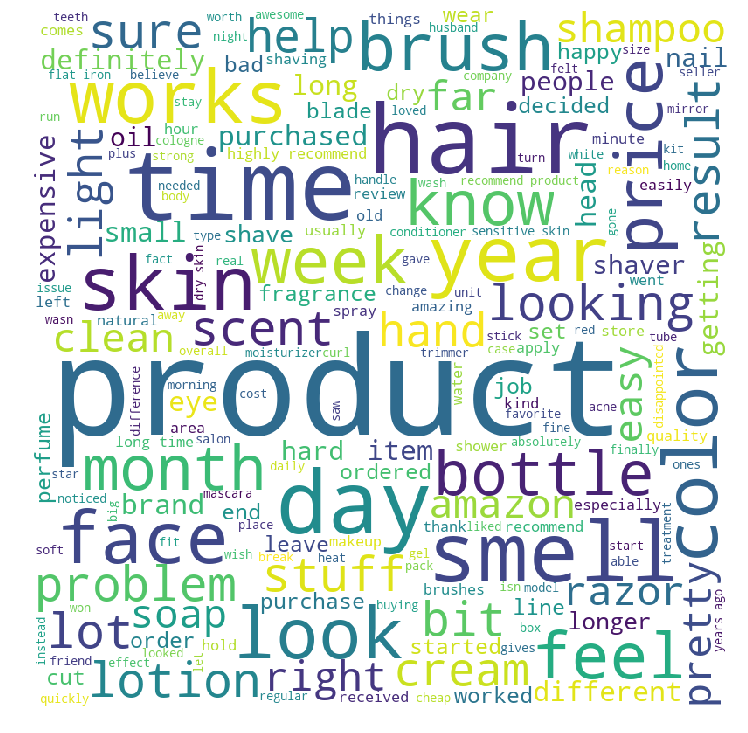 teeth
worth
awesome
things
wear
shampoo
comes
sure
night
help
brush
husband
definitely
bad
shaving
happy
size
nail
flat iron
believe
long
far
company
people
felt
seller
works
stay
dry
decided
mirror
run
hour
blade
loved
price
result
oil
cologne
purchased
hair
minute
kit
expensive
light
plus
strong
highly recommend
turn
white
home
time
needed
body
handle
wash
recommend product
head
easily
reason
review
know
small
type
shave
old
conditioner
sensitive skin
gone
usually
year
shaver
getting
issue
fact
real
dry skin
week
gave
went
left
skin
fragrance
change
unit
amazing
looking
wasn
natural
away
scent
spray
hand
stick
red
store
tube
set
clean
overall
moisturizer
curl
trimmer
case
apply
easy
color
disappointed
product
morning
eye
cost
saw
water
job
kind
acne
favorite
fine
quality
difference
area
perfume
long time
salon
hard
item
shower
absolutely
finally
star
month
daily
ordered
bottle
ones
noticed
big
brand
mascara
end
day
amazon
especially
place
thank
liked
recommend
start
treatment
soft
face
fit
leave
makeup
smell
able
wish
break
heat
stuff
gel
pack
isn
model
problem
brushes
razor
pretty
won
soap
purchase
buying
bit
line
box
longer
years ago
instead
lot
order
look
started
gives
feel
friend
looked
let
hold
cut
effect
lotion
right
cream
different
quickly
regular
received
cheap
worked